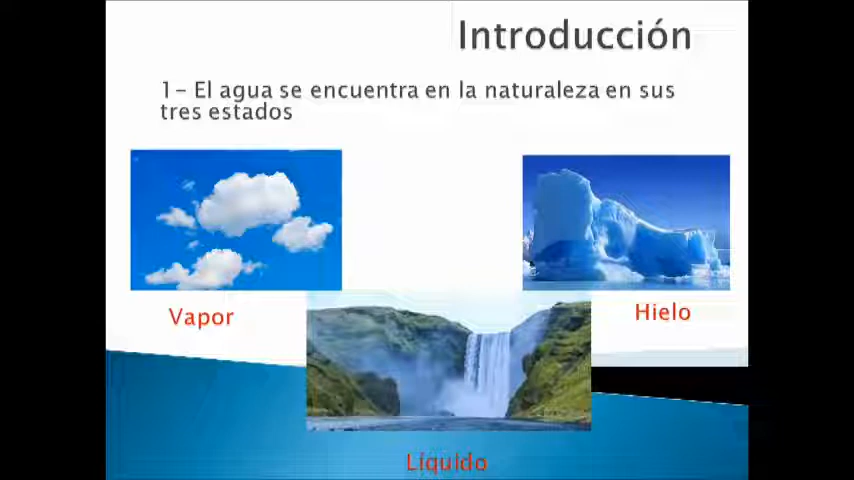 Introducción
1- El agua se encuentra en la naturaleza en sus
tres estados
Vapor
Hielo
Líquido